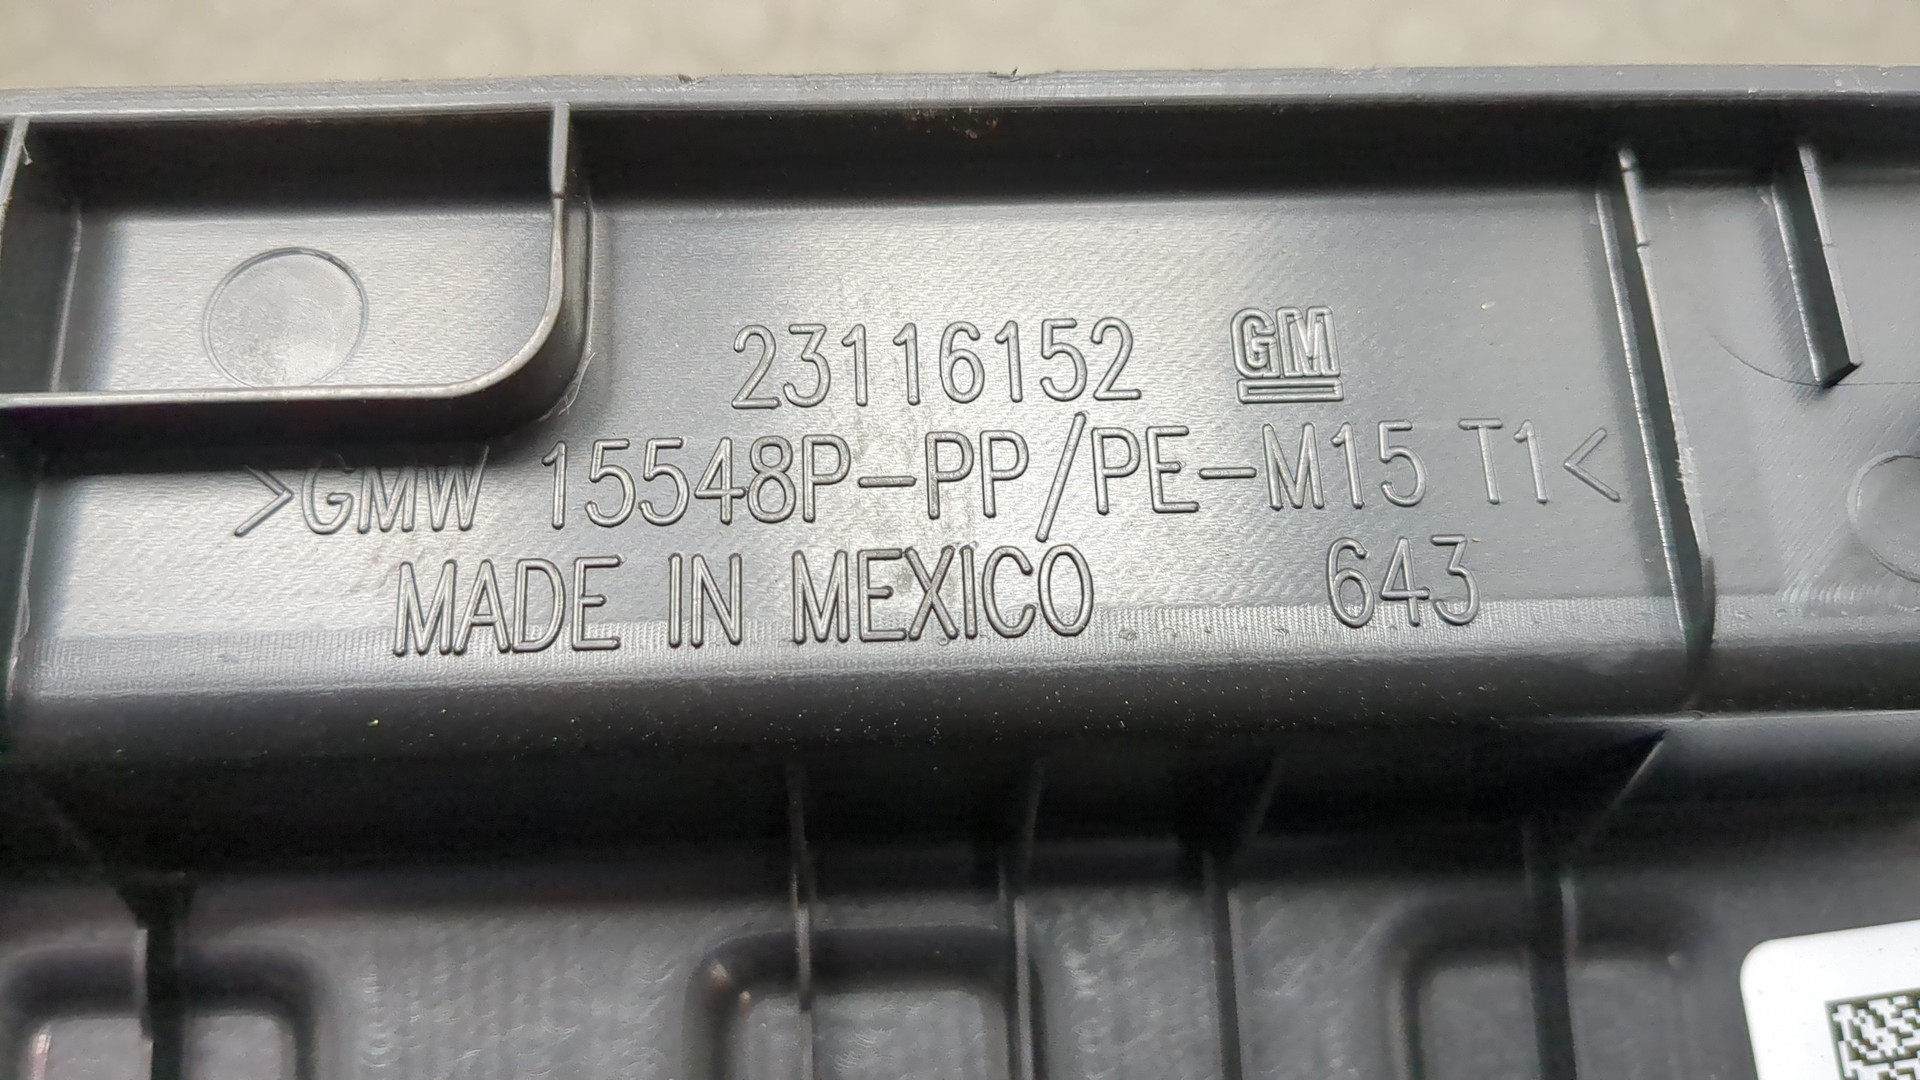 23116152 GM
>GMW 15548P-PP/PE-M15 T1<
MADE IN MEXICO 643